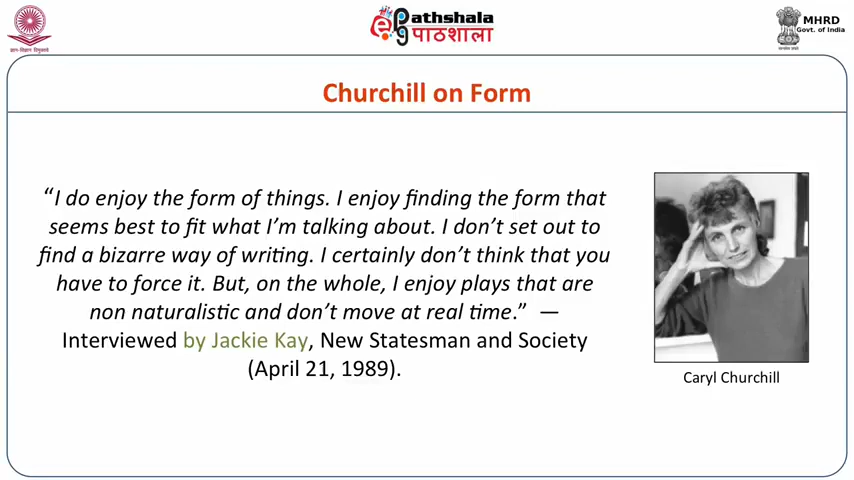 ePathshala
पाठशाला
MHRD
Govt. of India
Churchill on Form
“I do enjoy the form of things. I enjoy finding the form that
seems best to fit what I’m talking about. I don’t set out to
find a bizarre way of writing. I certainly don’t think that you
have to force it. But, on the whole, I enjoy plays that are
non naturalistic and don’t move at real time.” —
Interviewed by Jackie Kay, New Statesman and Society
(April 21, 1989).
Caryl Churchill